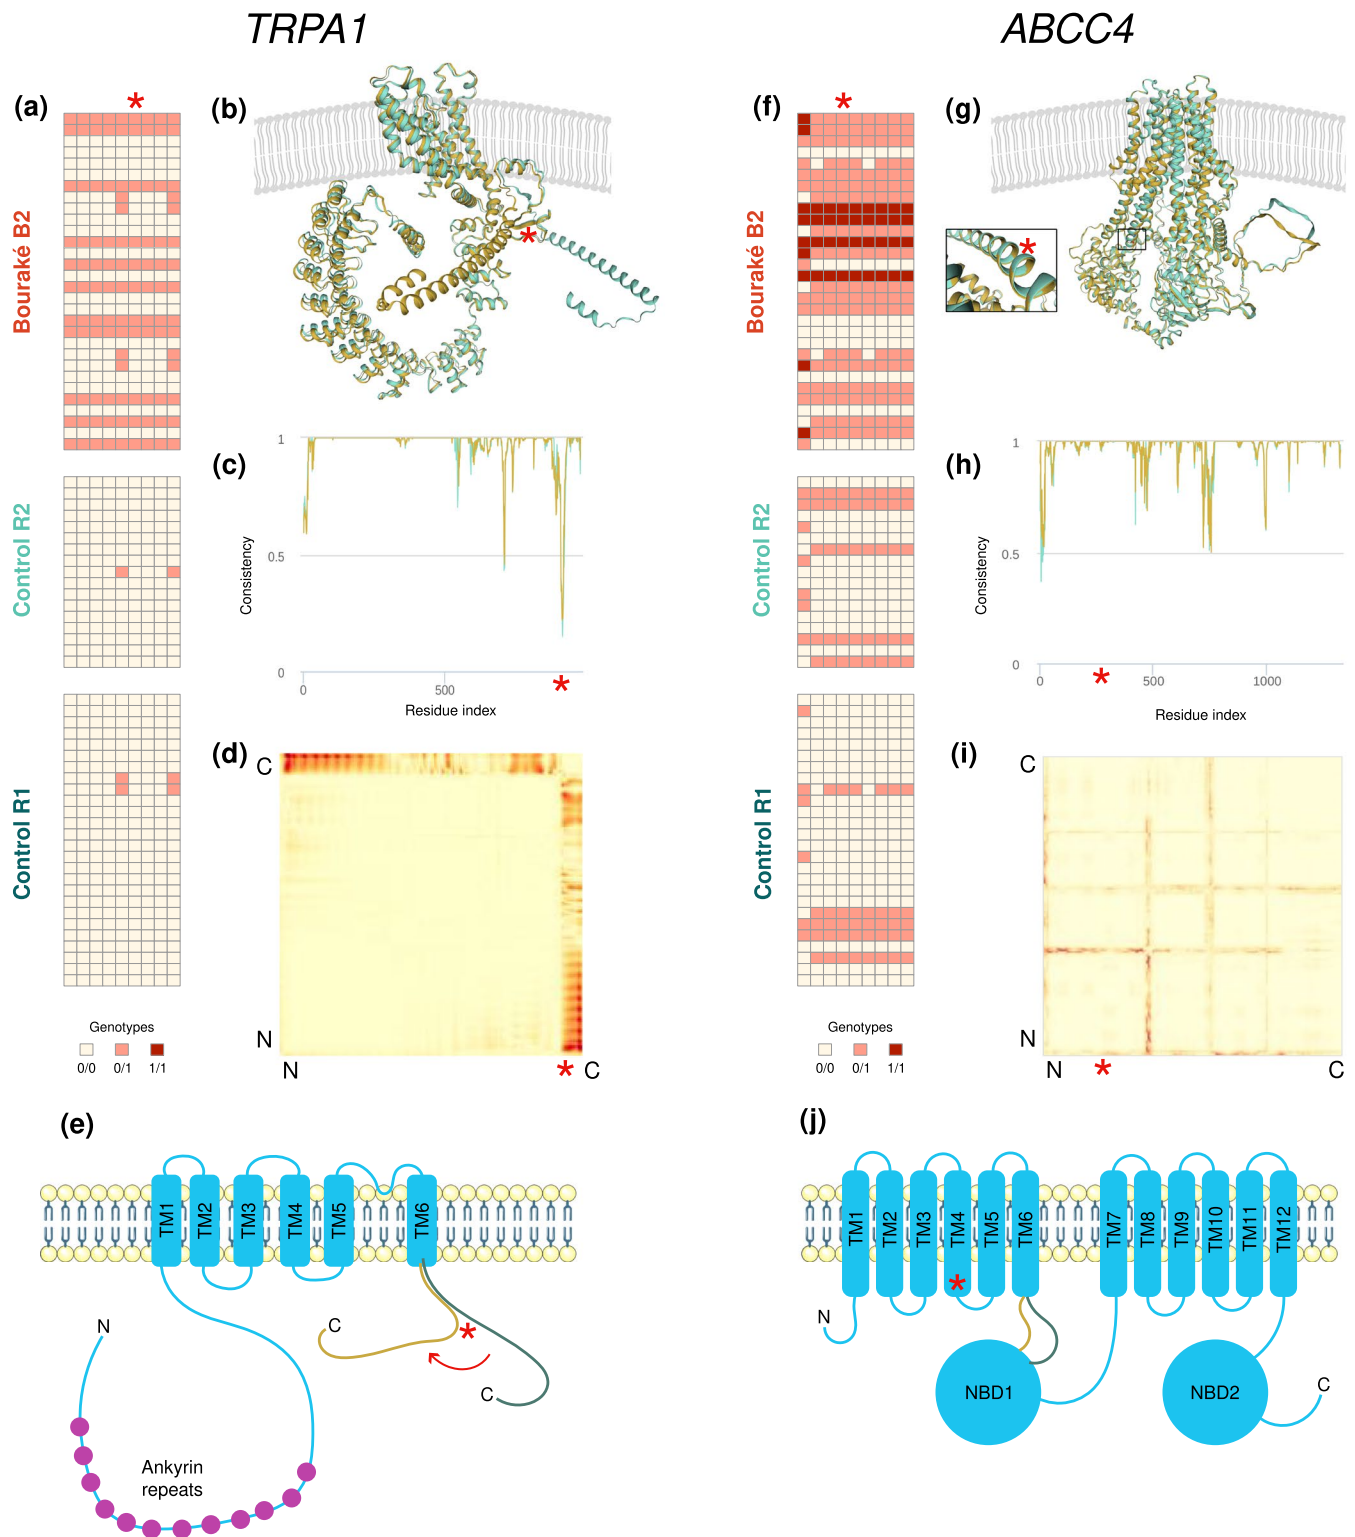 TRPA1
ABCC4
(a)
*
(b)
*
Bouraké B2
Control R2
Control R1
Genotypes
0/0
0/1
1/1
(c)
1
0.5
0
Consistency
0
500
*
Residue index
(d)
C
N
N
*
C
(e)
TM1
TM2
TM3
TM4
TM5
TM6
N
C
*
C
Ankyrin
repeats
(f)
*
(g)
*
Bouraké B2
Control R2
Control R1
Genotypes
0/0
0/1
1/1
(h)
1
0.5
0
Consistency
0
*
500
1000
Residue index
(i)
C
N
N
*
C
(j)
TM1
TM2
TM3
TM4
TM5
TM6
TM7
TM8
TM9
TM10
TM11
TM12
*
N
NBD1
NBD2
C